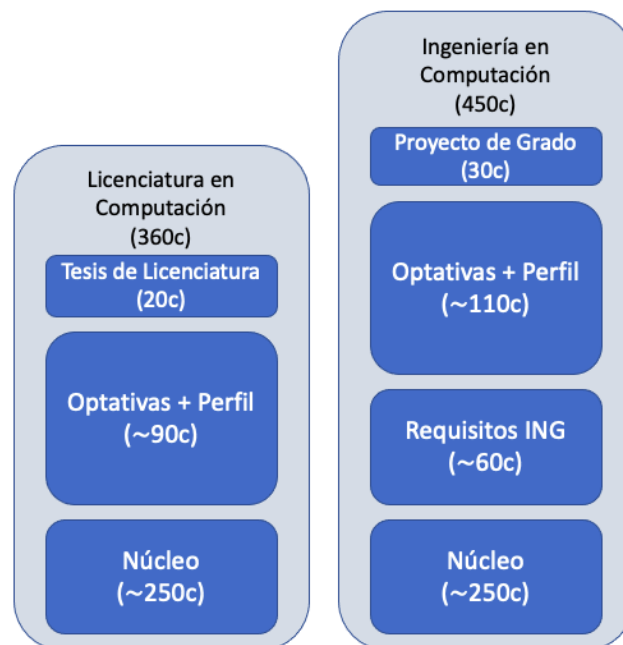 Licenciatura en
Computación
(360c)
Tesis de Licenciatura
(20c)
Optativas + Perfil
(~90c)
Núcleo
(~250c)
Ingeniería en
Computación
(450c)
Proyecto de Grado
(30c)
Optativas + Perfil
(~110c)
Requisitos ING
(~60c)
Núcleo
(~250c)